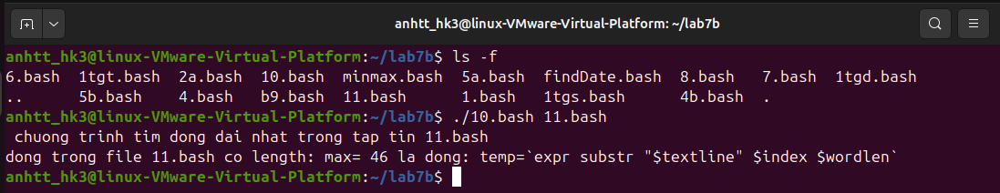 anhtt_hk3@linux-VMware-Virtual-Platform: ~/lab7b
anhtt_hk3@linux-VMware-Virtual-Platform:~/lab7b$ ls -f
6.bash  1tgt.bash  2a.bash  10.bash  minmax.bash  5a.bash  findDate.bash  8.bash   7.bash  1tgd.bash
..      5b.bash    4.bash   b9.bash  11.bash      1.bash   1tgs.bash      4b.bash  .
anhtt_hk3@linux-VMware-Virtual-Platform:~/lab7b$ ./10.bash 11.bash
 chuong trinh tim dong dai nhat trong tap tin 11.bash
dong trong file 11.bash co length: max= 46 la dong: temp=`expr substr "$textline" $index $wordlen`
anhtt_hk3@linux-VMware-Virtual-Platform:~/lab7b$